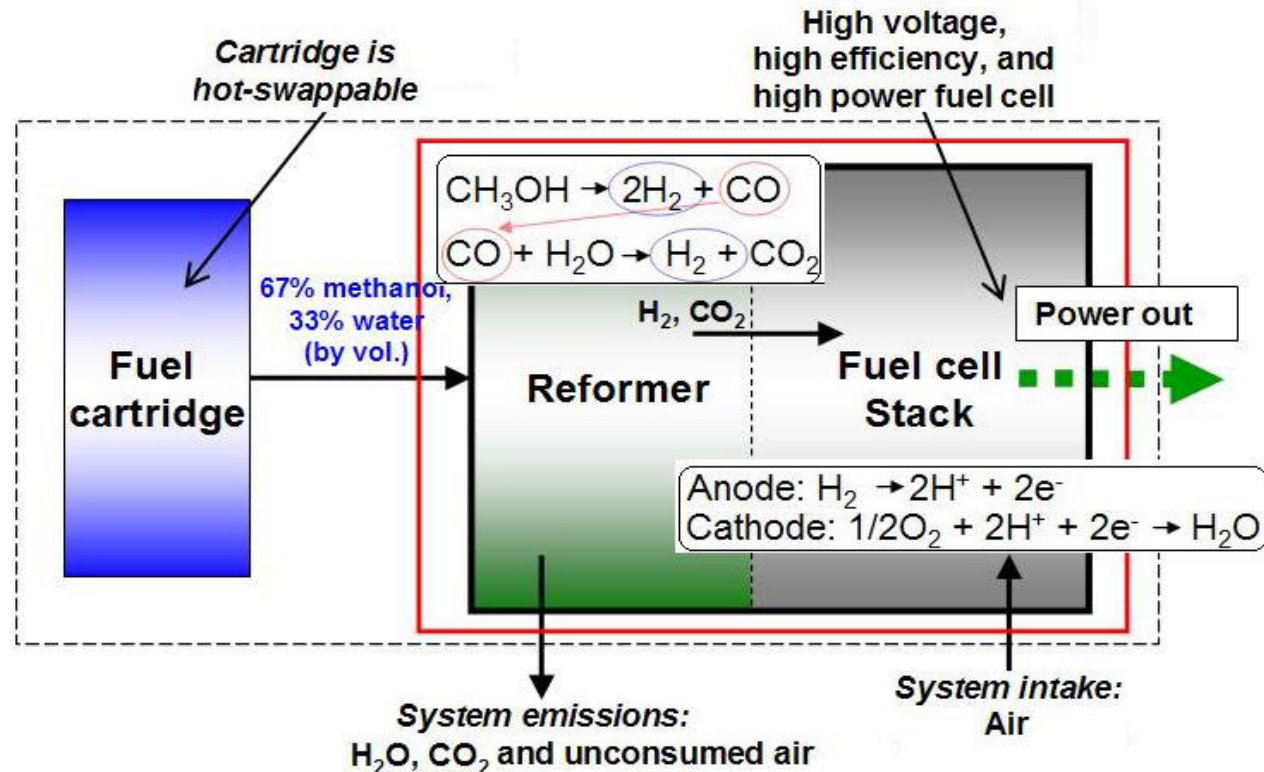 Cartridge is
hot-swappable
High voltage,
high efficiency, and
high power fuel cell
CH₃OH → 2H₂ + CO
CO + H₂O → H₂ + CO₂
67% methanol,
33% water
(by vol.)
H₂, CO₂
Power out
Fuel
cartridge
Reformer
Fuel cell
Stack
Anode: H₂ → 2H⁺ + 2e⁻
Cathode: 1/2O₂ + 2H⁺ + 2e⁻ → H₂O
System emissions:
H₂O, CO₂ and unconsumed air
System intake:
Air